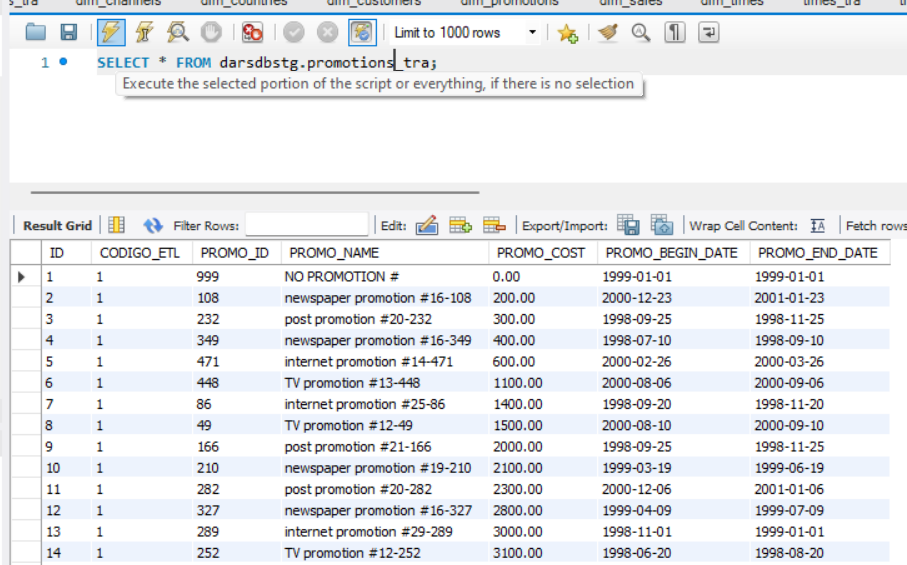 s_tra dim_channels dim_countries dim_customers dim_promotions dim_sales dim_times times_tra
Limit to 1000 rows
1 SELECT * FROM darsdbstg.promotions_tra;
Execute the selected portion of the script or everything, if there is no selection
Result Grid Filter Rows: Edit: Export/Import: Wrap Cell Content: IA Fetch rows
ID CODIGO_ETL PROMO_ID PROMO_NAME PROMO_COST PROMO_BEGIN_DATE PROMO_END_DATE
1 1 999 NO PROMOTION # 0.00 1999-01-01 1999-01-01
2 1 108 newspaper promotion #16-108 200.00 2000-12-23 2001-01-23
3 1 232 post promotion #20-232 300.00 1998-09-25 1998-11-25
4 1 349 newspaper promotion #16-349 400.00 1998-07-10 1998-09-10
5 1 471 internet promotion #14-471 600.00 2000-02-26 2000-03-26
6 1 448 TV promotion #13-448 1100.00 2000-08-06 2000-09-06
7 1 86 internet promotion #25-86 1400.00 1998-09-20 1998-11-20
8 1 49 TV promotion #12-49 1500.00 2000-08-10 2000-09-10
9 1 166 post promotion #21-166 2000.00 1998-09-25 1998-11-25
10 1 210 newspaper promotion #19-210 2100.00 1999-03-19 1999-06-19
11 1 282 post promotion #20-282 2300.00 2000-12-06 2001-01-06
12 1 327 newspaper promotion #16-327 2800.00 1999-04-09 1999-07-09
13 1 289 internet promotion #29-289 3000.00 1998-11-01 1999-01-01
14 1 252 TV promotion #12-252 3100.00 1998-06-20 1998-08-20